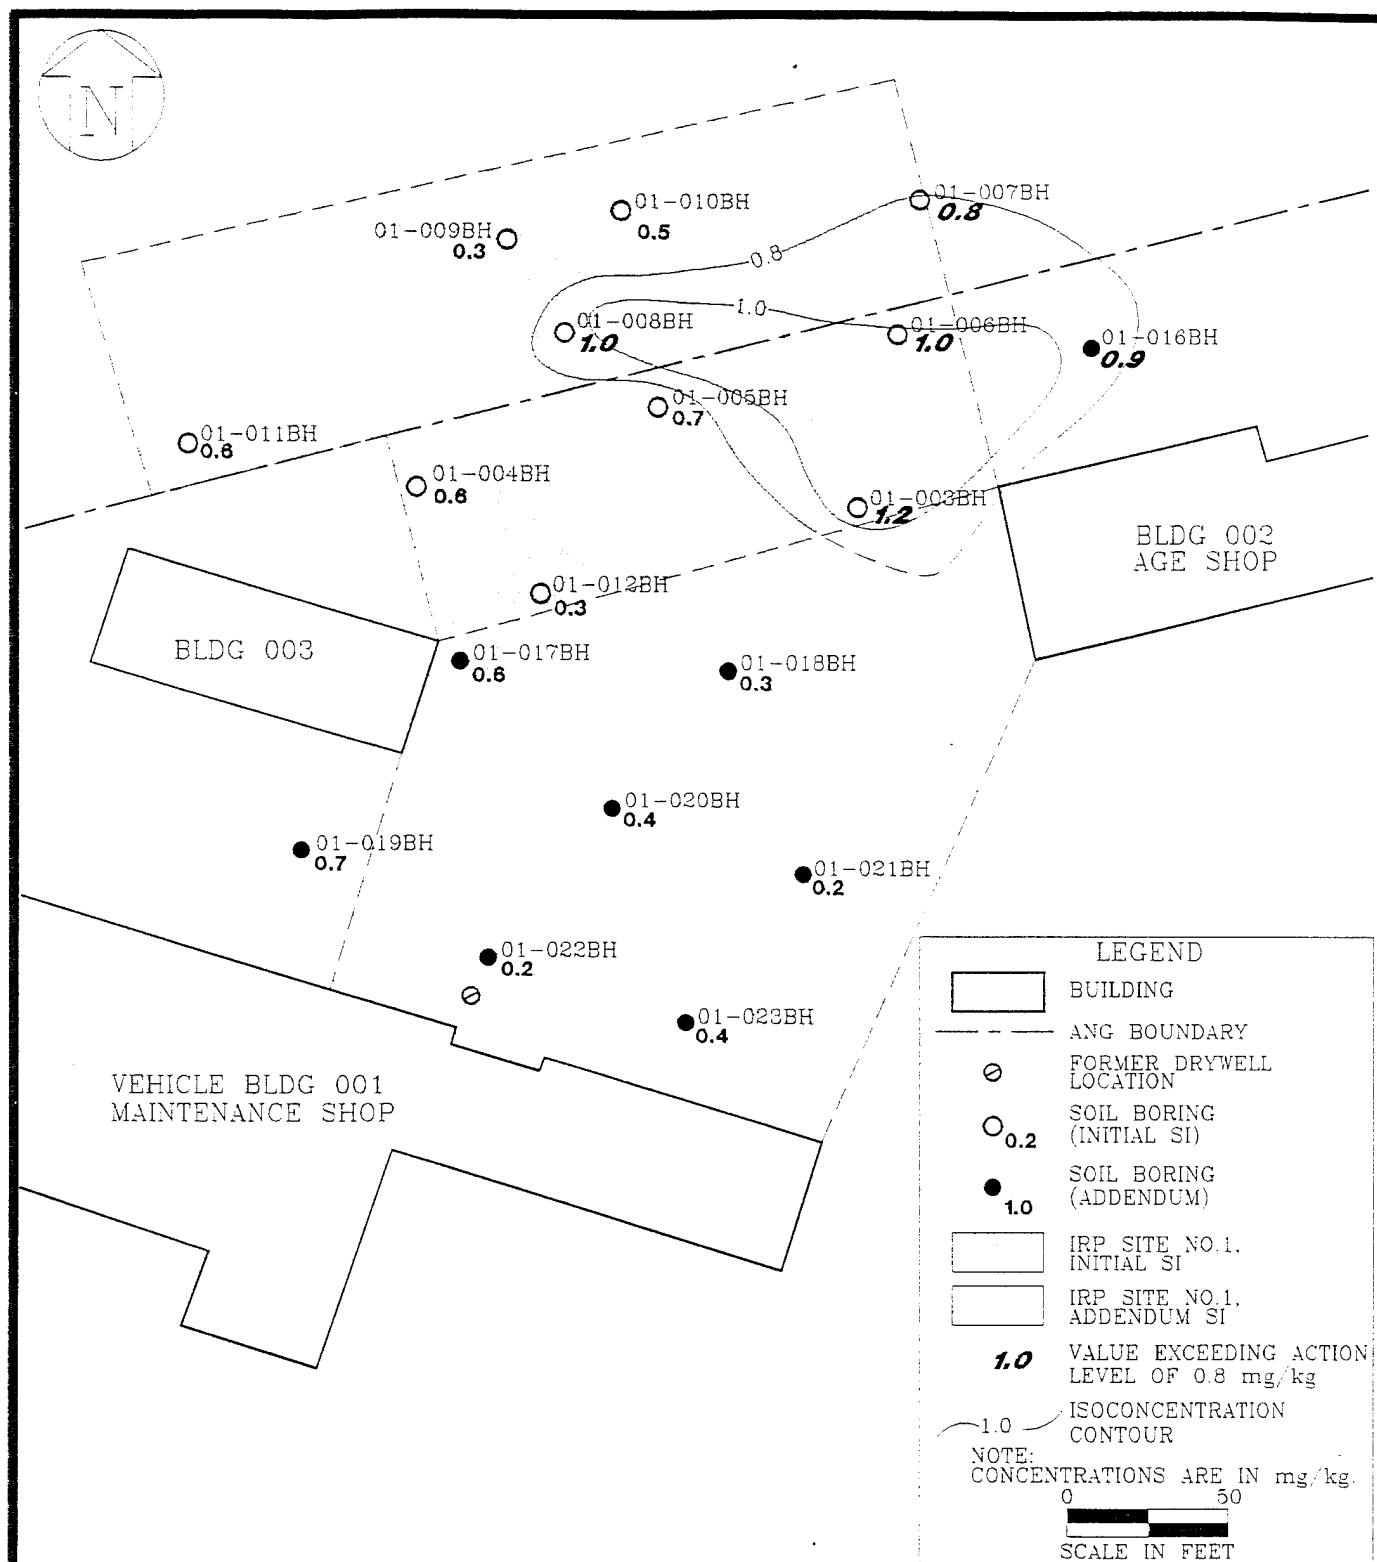 N
01-007BH
0.8
01-010BH
0.5
01-009BH
0.3
0.8
1.0
01-008BH
1.0
01-006BH
1.0
01-016BH
0.9
01-005BH
0.7
01-011BH
0.6
01-004BH
0.6
01-003BH
1.2
BLDG 002
AGE SHOP
01-012BH
0.3
BLDG 003
01-017BH
0.6
01-018BH
0.3
01-020BH
0.4
01-019BH
0.7
01-021BH
0.2
01-022BH
0.2
01-023BH
0.4
VEHICLE BLDG 001
MAINTENANCE SHOP
LEGEND
BUILDING
ANG BOUNDARY
FORMER DRYWELL
LOCATION
SOIL BORING
(INITIAL SI)
0.2
SOIL BORING
(ADDENDUM)
1.0
IRP SITE NO.1,
INITIAL SI
IRP SITE NO.1,
ADDENDUM SI
1.0 VALUE EXCEEDING ACTION
LEVEL OF 0.8 mg/kg
1.0 ISOCONCENTRATION
CONTOUR
NOTE:
CONCENTRATIONS ARE IN mg/kg.
0 50
SCALE IN FEET